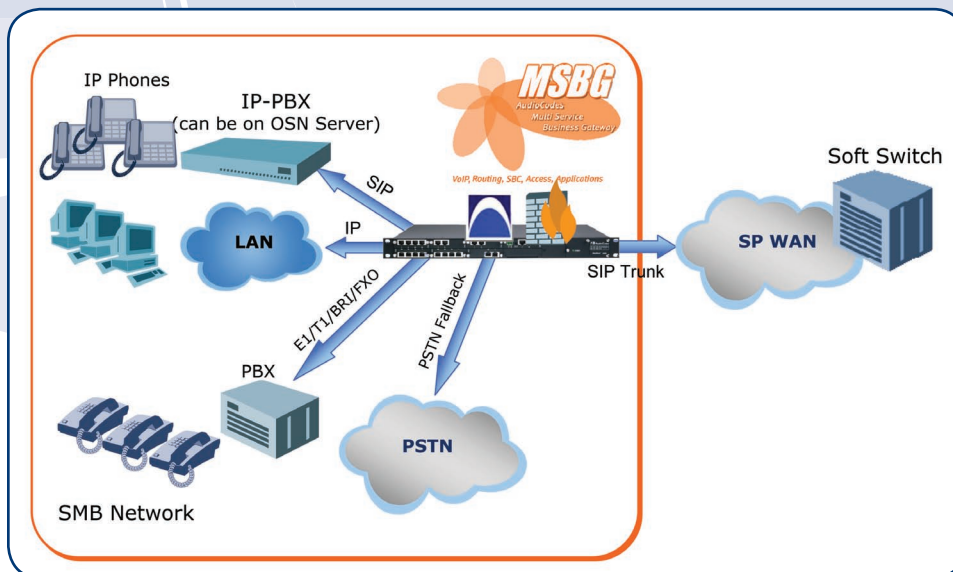 IP Phones
IP-PBX
(can be on OSN Server)
MSBG
AudioCodes
Multi Service
Business Gateway
VoIP, Routing, SBC, Access, Applications
Soft Switch
SIP
LAN
IP
SP WAN
SIP Trunk
E1/T1/BRI/FXO
PSTN Fallback
PBX
PSTN
SMB Network